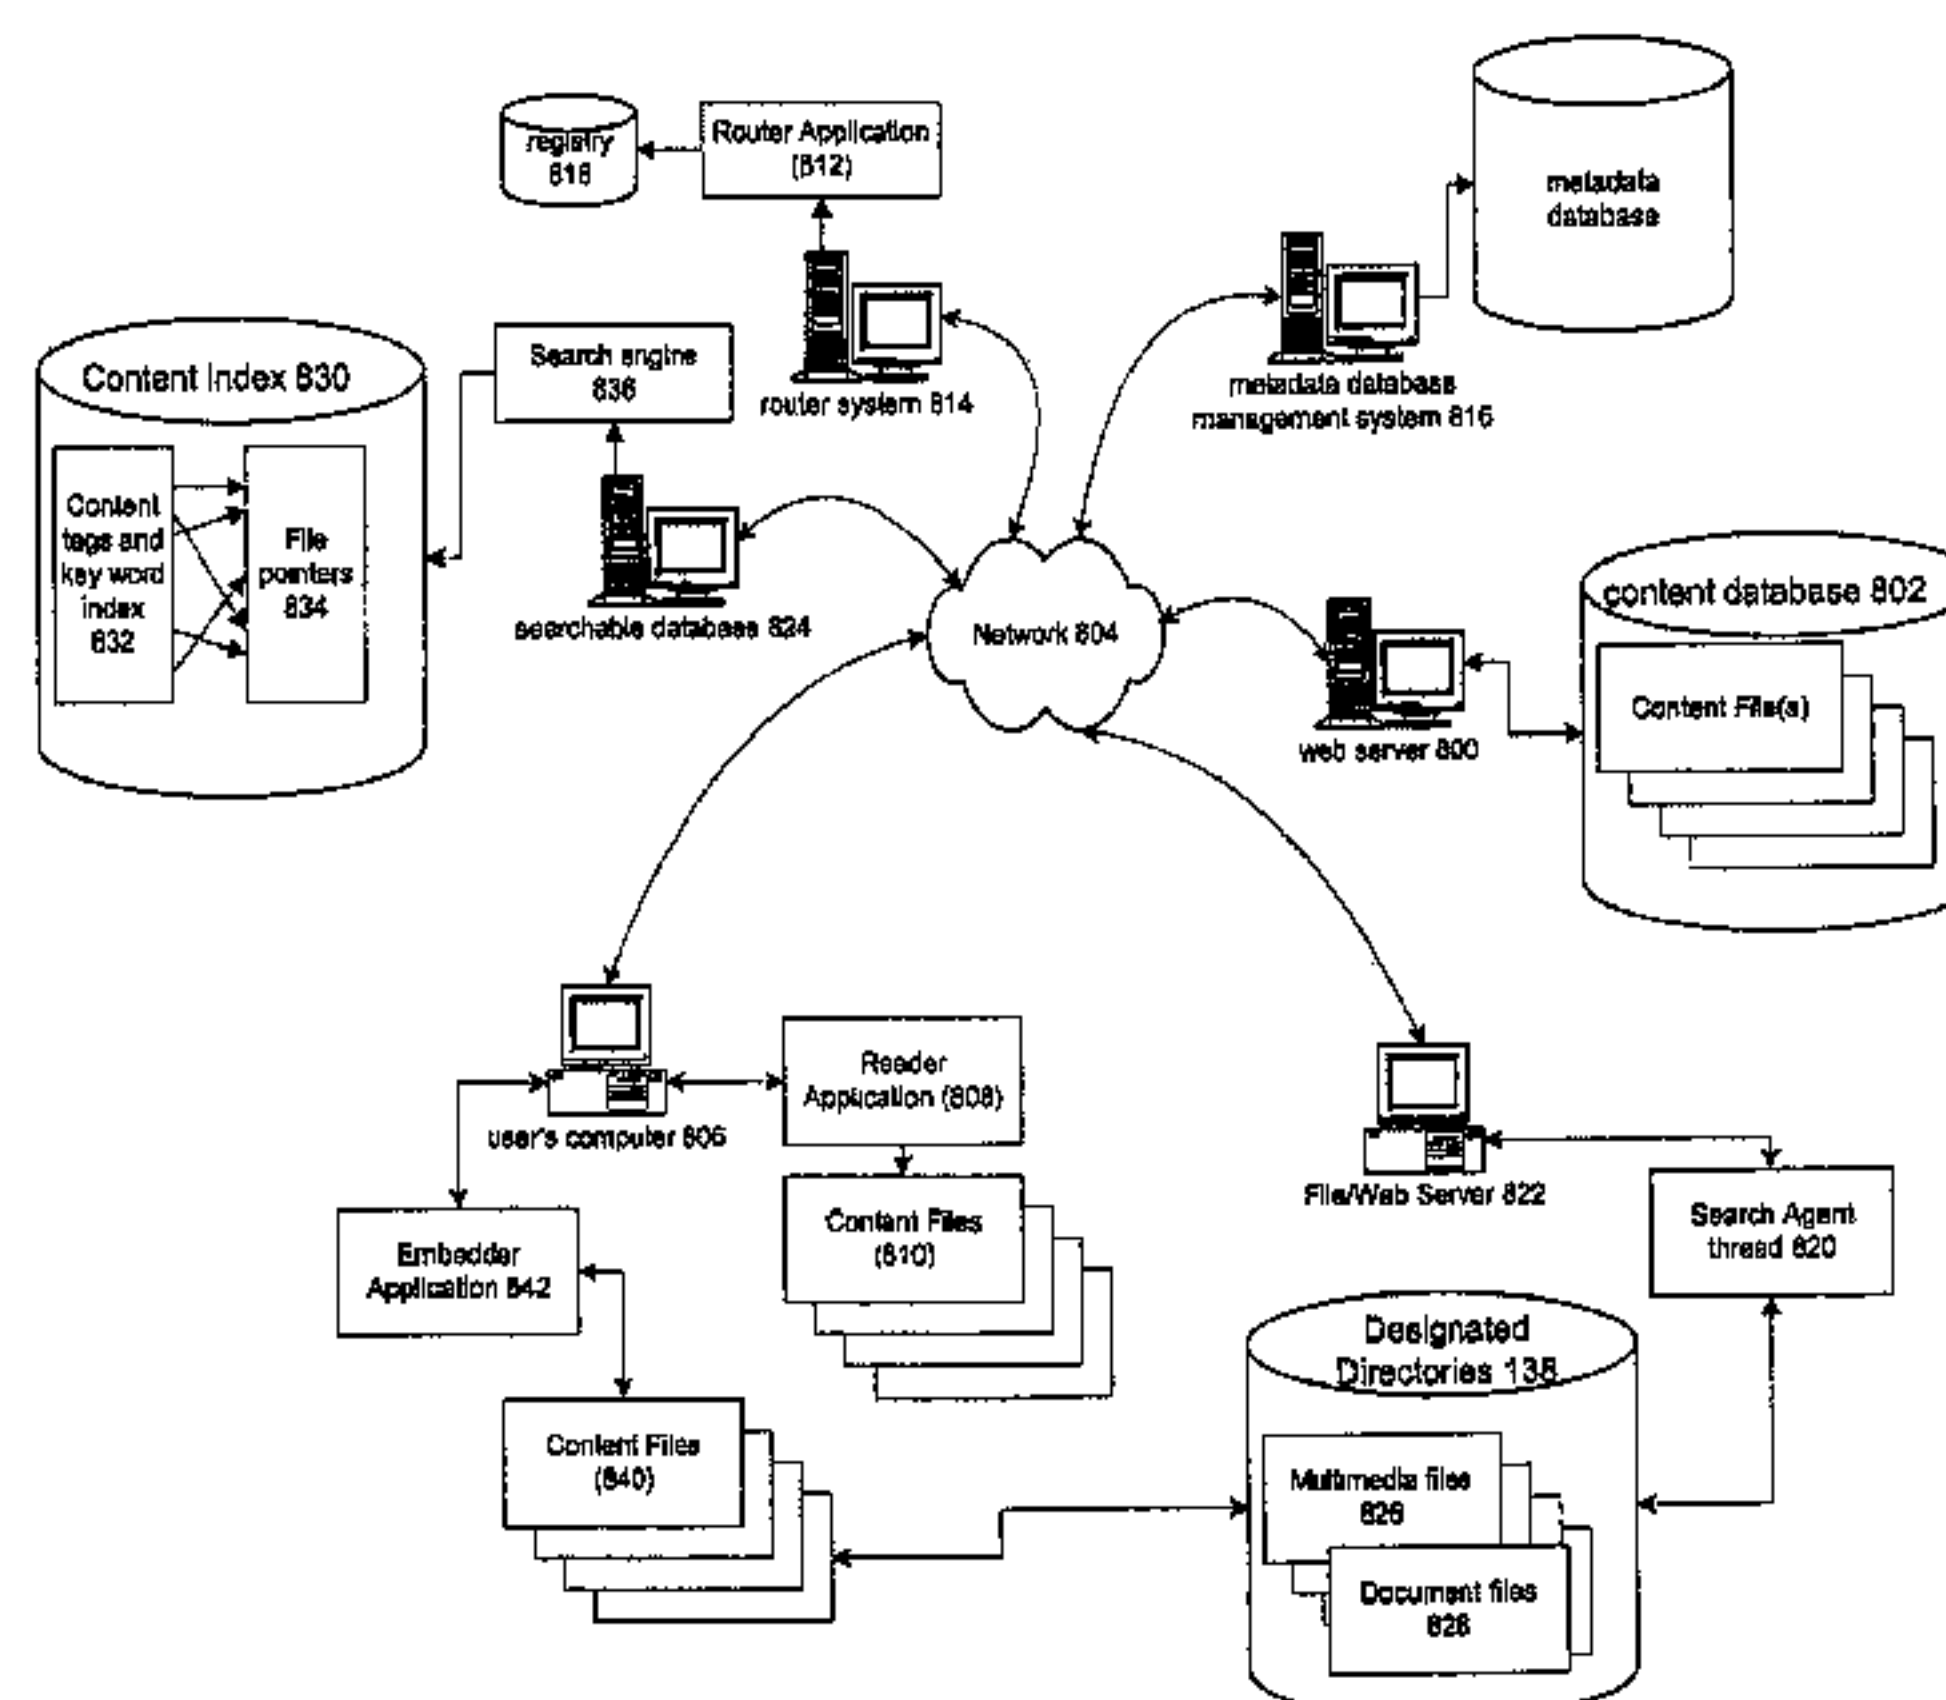 registry
818
Router Application
(812)
metadata
database
Content Index 830
Search engine
836
router system 814
metadata database
management system 816
Content
tags and
key word
index
832
File
pointers
834
searchable database 824
Network 804
content database 802
Content File(s)
web server 800
Reader
Application (808)
user's computer 806
File/Web Server 822
Search Agent
thread 820
Content Files
(810)
Embedder
Application 842
Designated
Directories 138
Content Files
(840)
Multimedia files
826
Document files
828